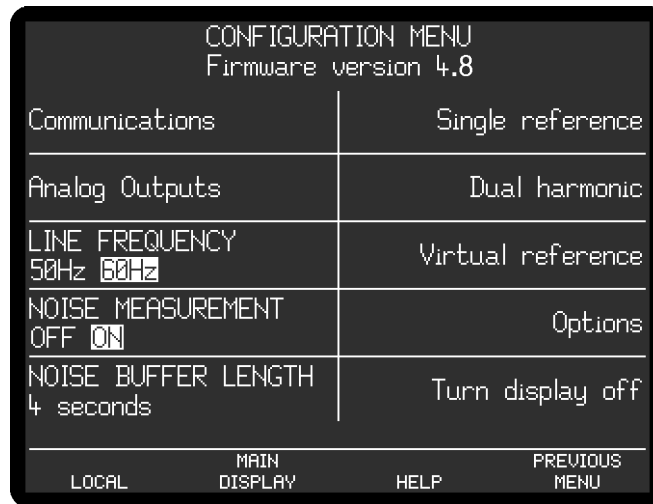 CONFIGURATION MENU
Firmware version 4.8
Communications
Single reference
Analog Outputs
Dual harmonic
LINE FREQUENCY
50Hz 60Hz
Virtual reference
NOISE MEASUREMENT
OFF ON
Options
NOISE BUFFER LENGTH
4 seconds
Turn display off
LOCAL
MAIN
DISPLAY
HELP
PREVIOUS
MENU